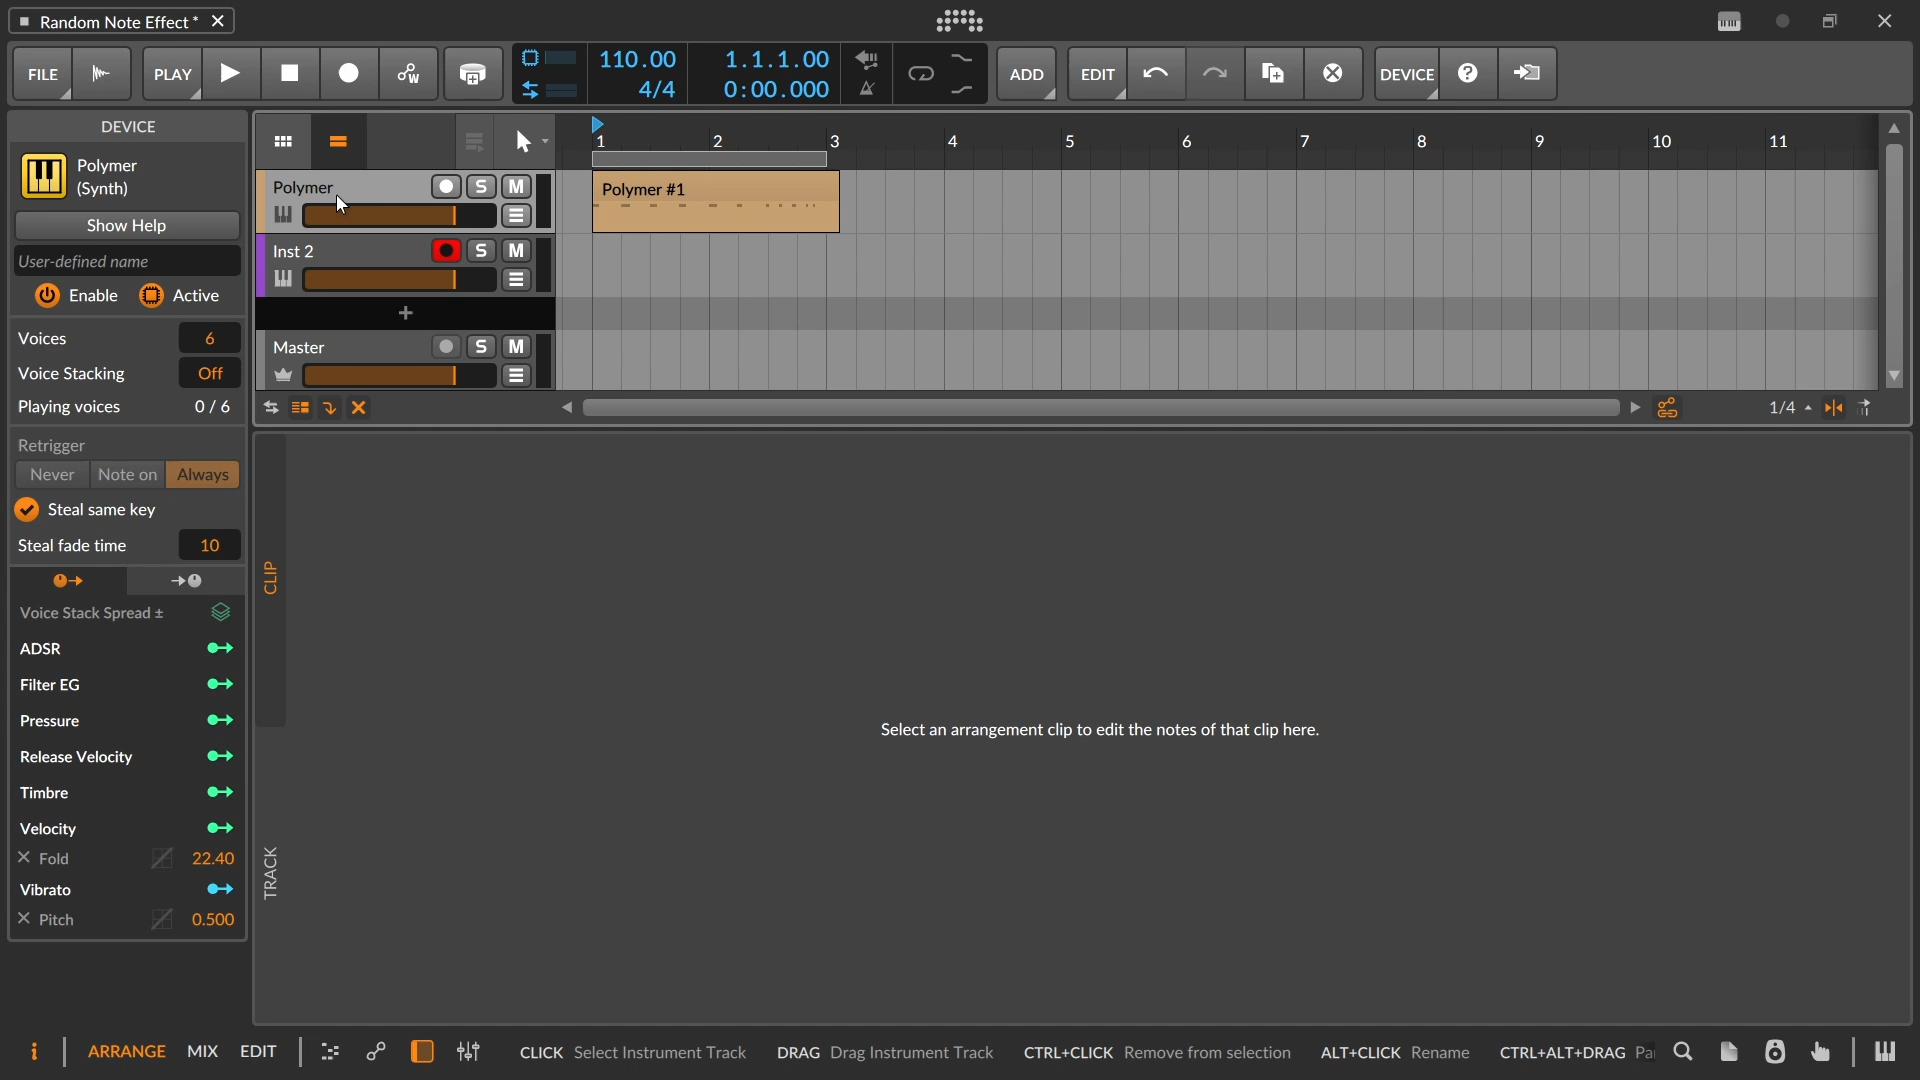 Random Note Effect *
FILE
PLAY
W
110.00
4/4
1.1.1.00
0:00.000
ADD
EDIT
DEVICE
?
DEVICE
Polymer
(Synth)
Show Help
User-defined name
Enable
Active
Voices
6
Voice Stacking
Off
Playing voices
0 / 6
Retrigger
Never
Note on
Always
Steal same key
Steal fade time
10
Voice Stack Spread ±
ADSR
Filter EG
Pressure
Release Velocity
Timbre
Velocity
Fold
22.40
Vibrato
Pitch
0.500
1
2
3
4
5
6
7
8
9
10
11
Polymer
S
M
Polymer #1
Inst 2
S
M
+
Master
S
M
1/4
CLIP
TRACK
Select an arrangement clip to edit the notes of that clip here.
i
ARRANGE
MIX
EDIT
CLICK Select Instrument Track
DRAG Drag Instrument Track
CTRL+CLICK Remove from selection
ALT+CLICK Rename
CTRL+ALT+DRAG Pa